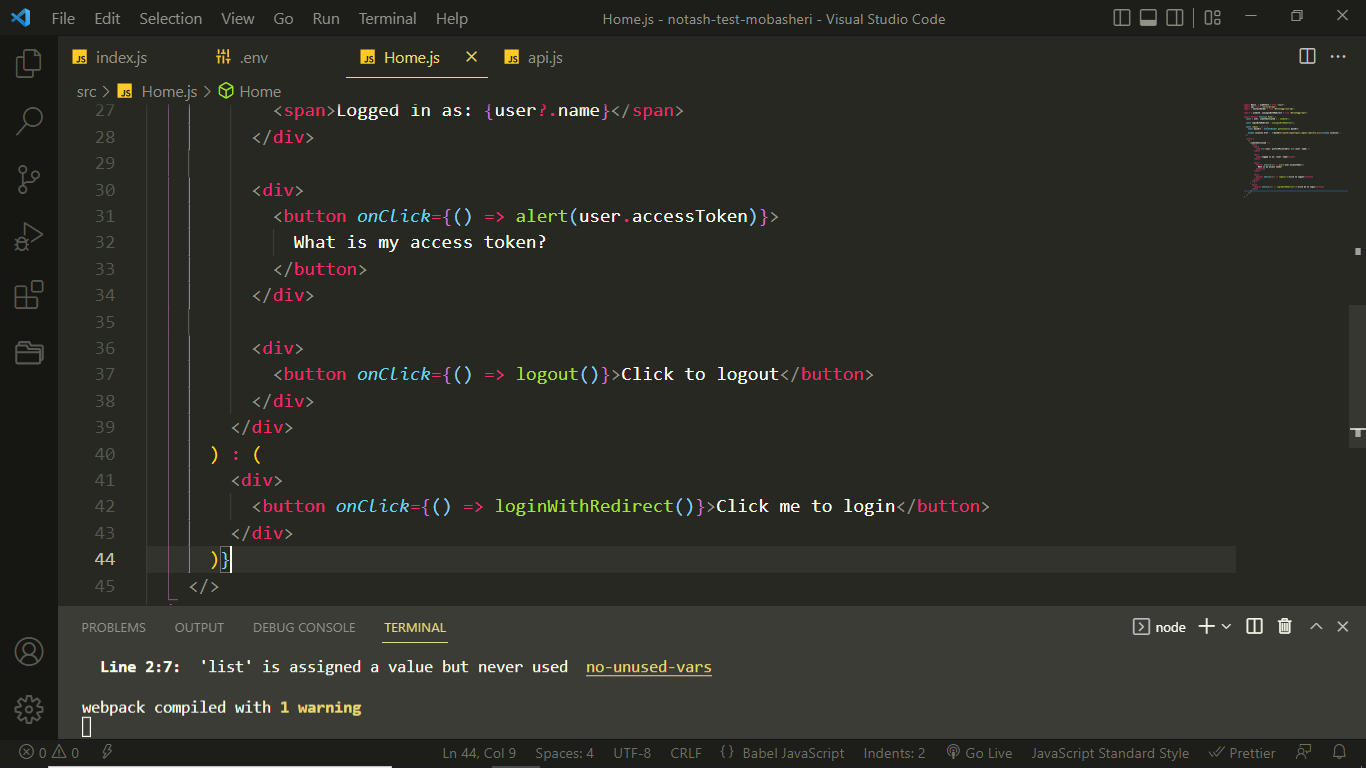 File Edit Selection View Go Run Terminal Help Home.js - notash-test-mobasheri - Visual Studio Code
JS index.js .env JS Home.js JS api.js
src > JS Home.js > Home
27 <span>Logged in as: {user?.name}</span>
28 </div>
29
30 <div>
31 <button onClick={() => alert(user.accessToken)}>
32 What is my access token?
33 </button>
34 </div>
35
36 <div>
37 <button onClick={() => logout()}>Click to logout</button>
38 </div>
39 </div>
40 ) : (
41 <div>
42 <button onClick={() => loginWithRedirect()}>Click me to login</button>
43 </div>
44 )}
45 </>
PROBLEMS OUTPUT DEBUG CONSOLE TERMINAL node
Line 2:7: 'list' is assigned a value but never used no-unused-vars
webpack compiled with 1 warning
0 0 Ln 44, Col 9 Spaces: 4 UTF-8 CRLF {} Babel JavaScript Indents: 2 Go Live JavaScript Standard Style Prettier